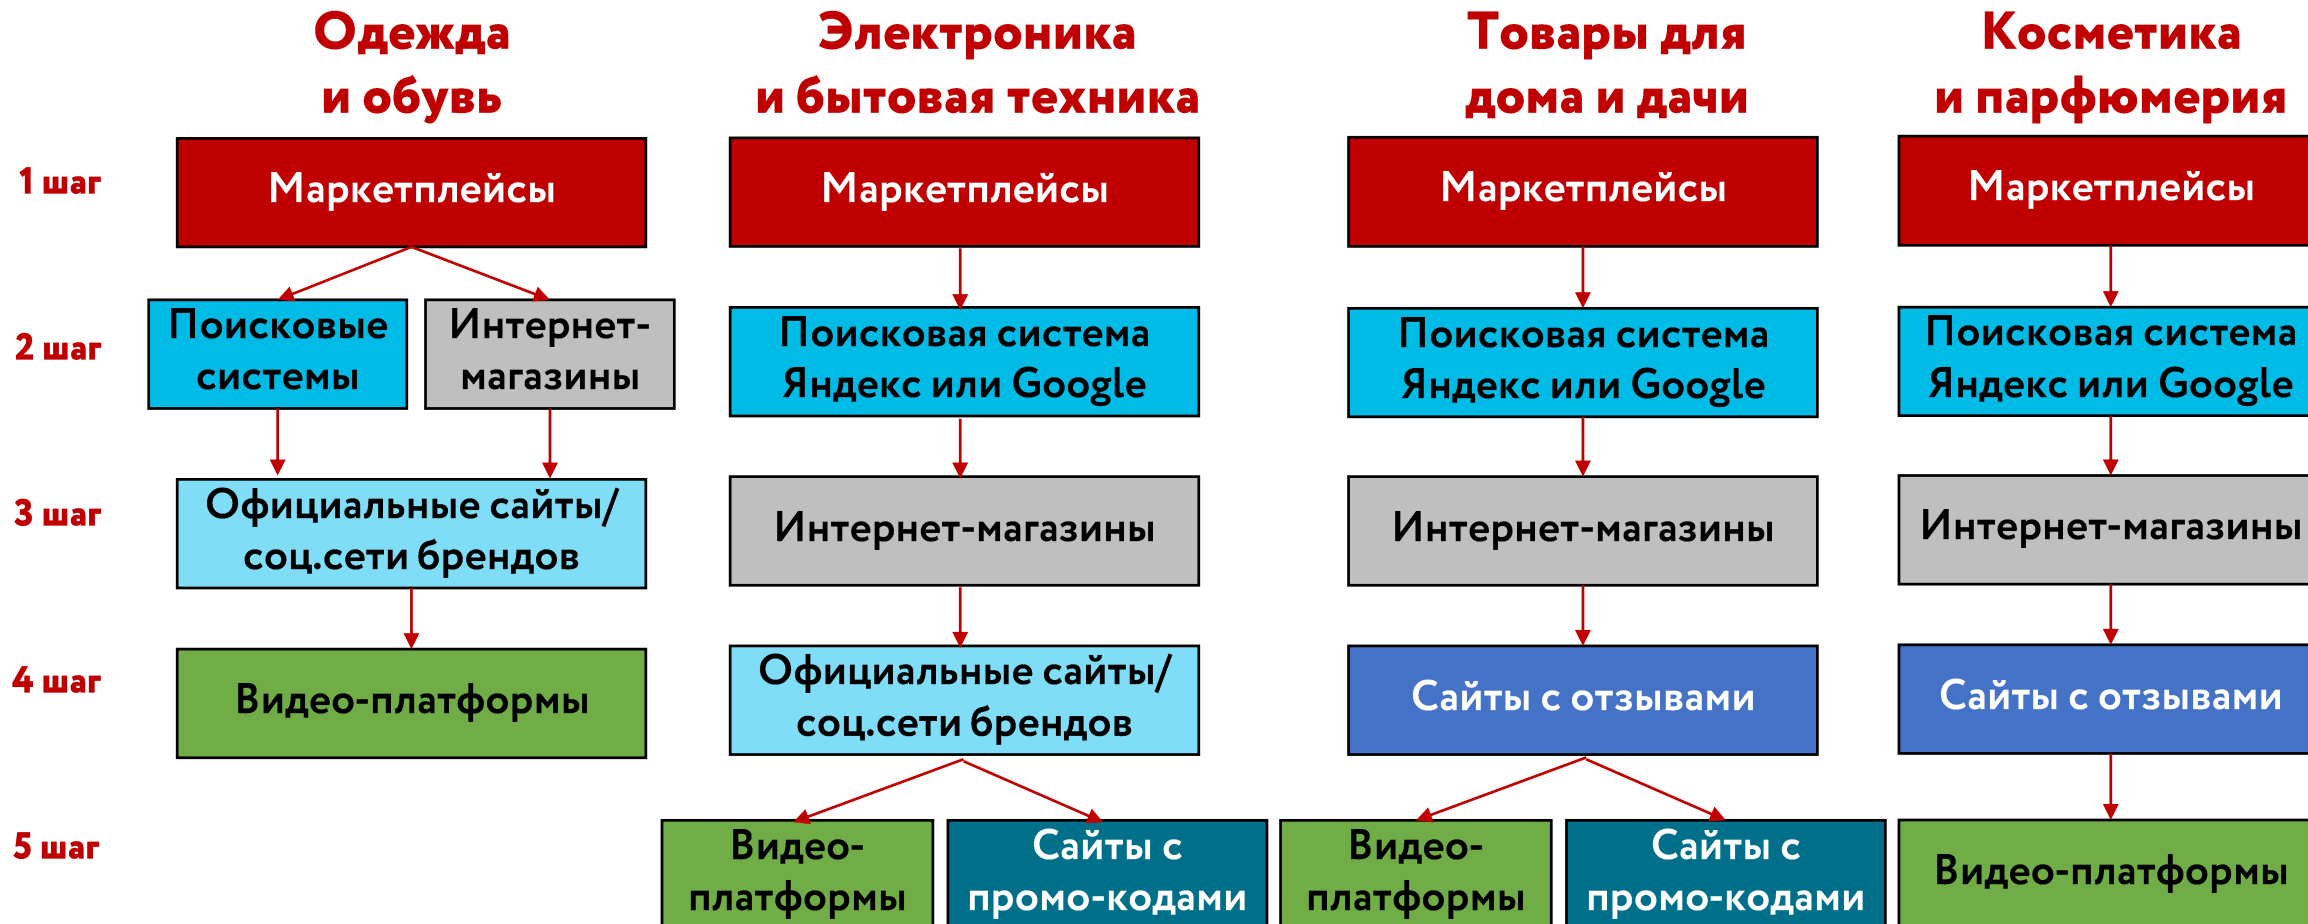 Одежда
и обувь
Электроника
и бытовая техника
Товары для
дома и дачи
Косметика
и парфюмерия
1 шаг
Маркетплейсы
Маркетплейсы
Маркетплейсы
Маркетплейсы
2 шаг
Поисковые
системы
Интернет-
магазины
Поисковая система
Яндекс или Google
Поисковая система
Яндекс или Google
Поисковая система
Яндекс или Google
3 шаг
Официальные сайты/
соц.сети брендов
Интернет-магазины
Интернет-магазины
Интернет-магазины
4 шаг
Видео-платформы
Официальные сайты/
соц.сети брендов
Сайты с отзывами
Сайты с отзывами
5 шаг
Видео-
платформы
Сайты с
промо-кодами
Видео-
платформы
Сайты с
промо-кодами
Видео-платформы